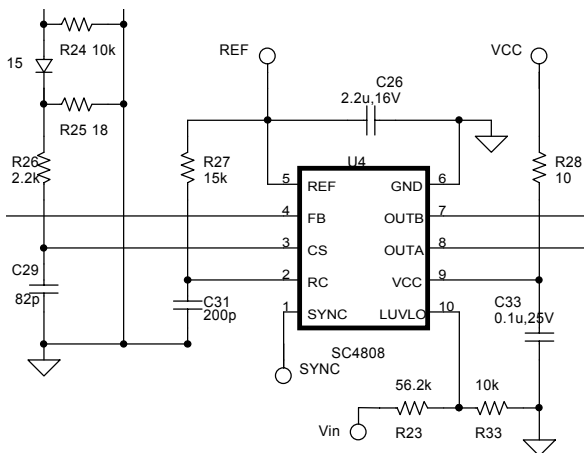 R24 10k
15
R25 18
R26
2.2k
C29
82p
REF
C26
2.2u,16V
VCC
R27
15k
U4
R28
10
5 REF GND 6
4 FB OUTB 7
3 CS OUTA 8
2 RC VCC 9
1 SYNC LUVLO 10
C31
200p
C33
0.1u,25V
SC4808
SYNC
56.2k 10k
Vin
R23 R33